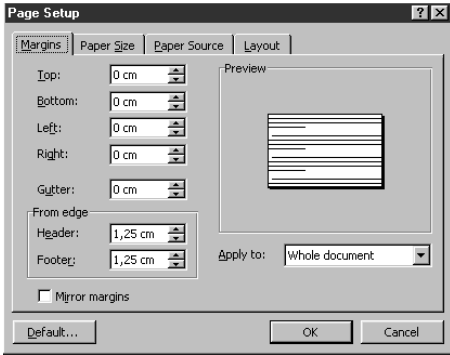 Page Setup
Margins Paper Size Paper Source Layout
Top: 0 cm
Bottom: 0 cm
Left: 0 cm
Right: 0 cm
Gutter: 0 cm
From edge
Header: 1,25 cm
Footer: 1,25 cm
Mirror margins
Preview
Apply to: Whole document
Default... OK Cancel